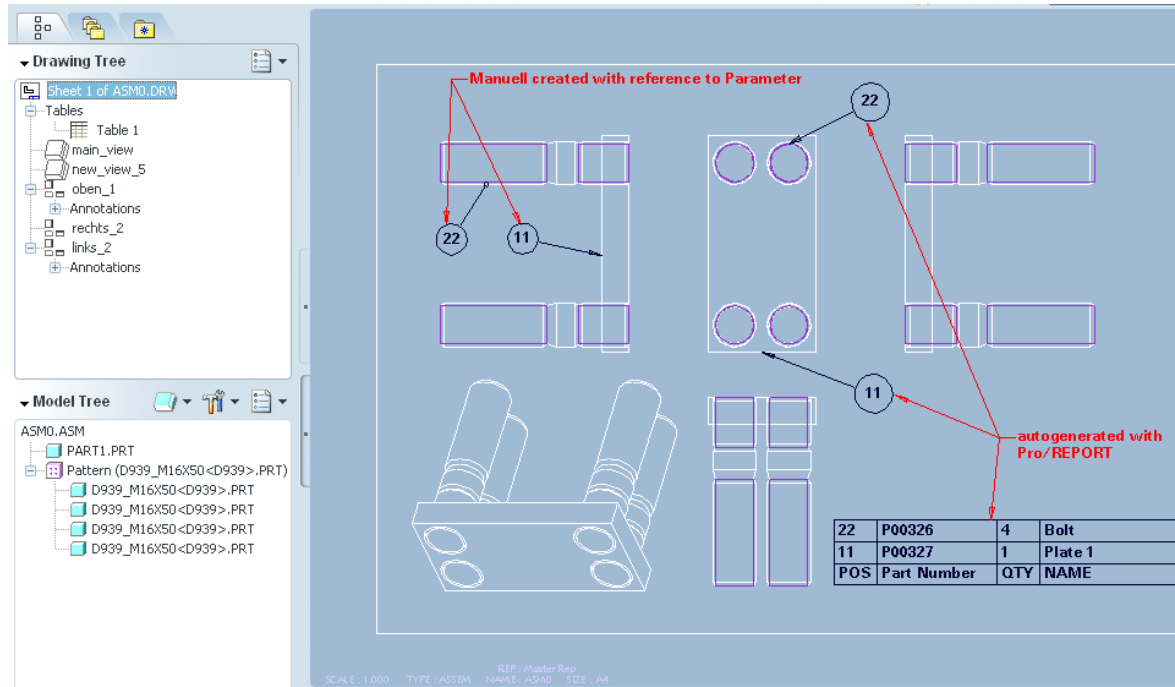 Drawing Tree
Sheet 1 of ASM0.DRW
Tables
Table 1
main_view
new_view_5
oben_1
Annotations
rechts_2
links_2
Annotations
Model Tree
ASM0.ASM
PART1.PRT
Pattern (D939_M16X50<D939>.PRT)
D939_M16X50<D939>.PRT
D939_M16X50<D939>.PRT
D939_M16X50<D939>.PRT
D939_M16X50<D939>.PRT
Manuell created with reference to Parameter
22
22
11
11
autogenerated with
Pro/REPORT
22 P00326 4 Bolt
11 P00327 1 Plate 1
POS Part Number QTY NAME
REP : Master Rep
SCALE : 1.000 TYPE : ASSEM NAME : ASM0 SIZE : A4